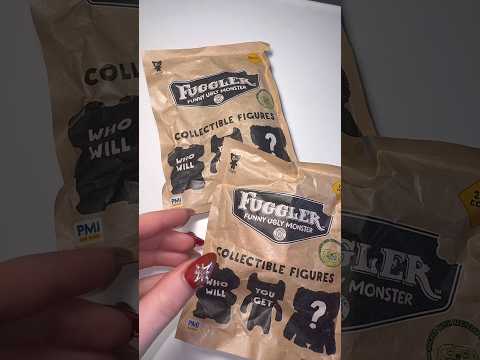 FUGGLER
FUNNY UGLY MONSTER
COLLECTIBLE FIGURES
WHO
WILL
?
FUGGLER
FUNNY UGLY MONSTER
COLLECTIBLE FIGURES
WHO
WILL
YOU
GET
?
PMI
COLLECT
WHO
WILL
PMI
GLER
MONSTER